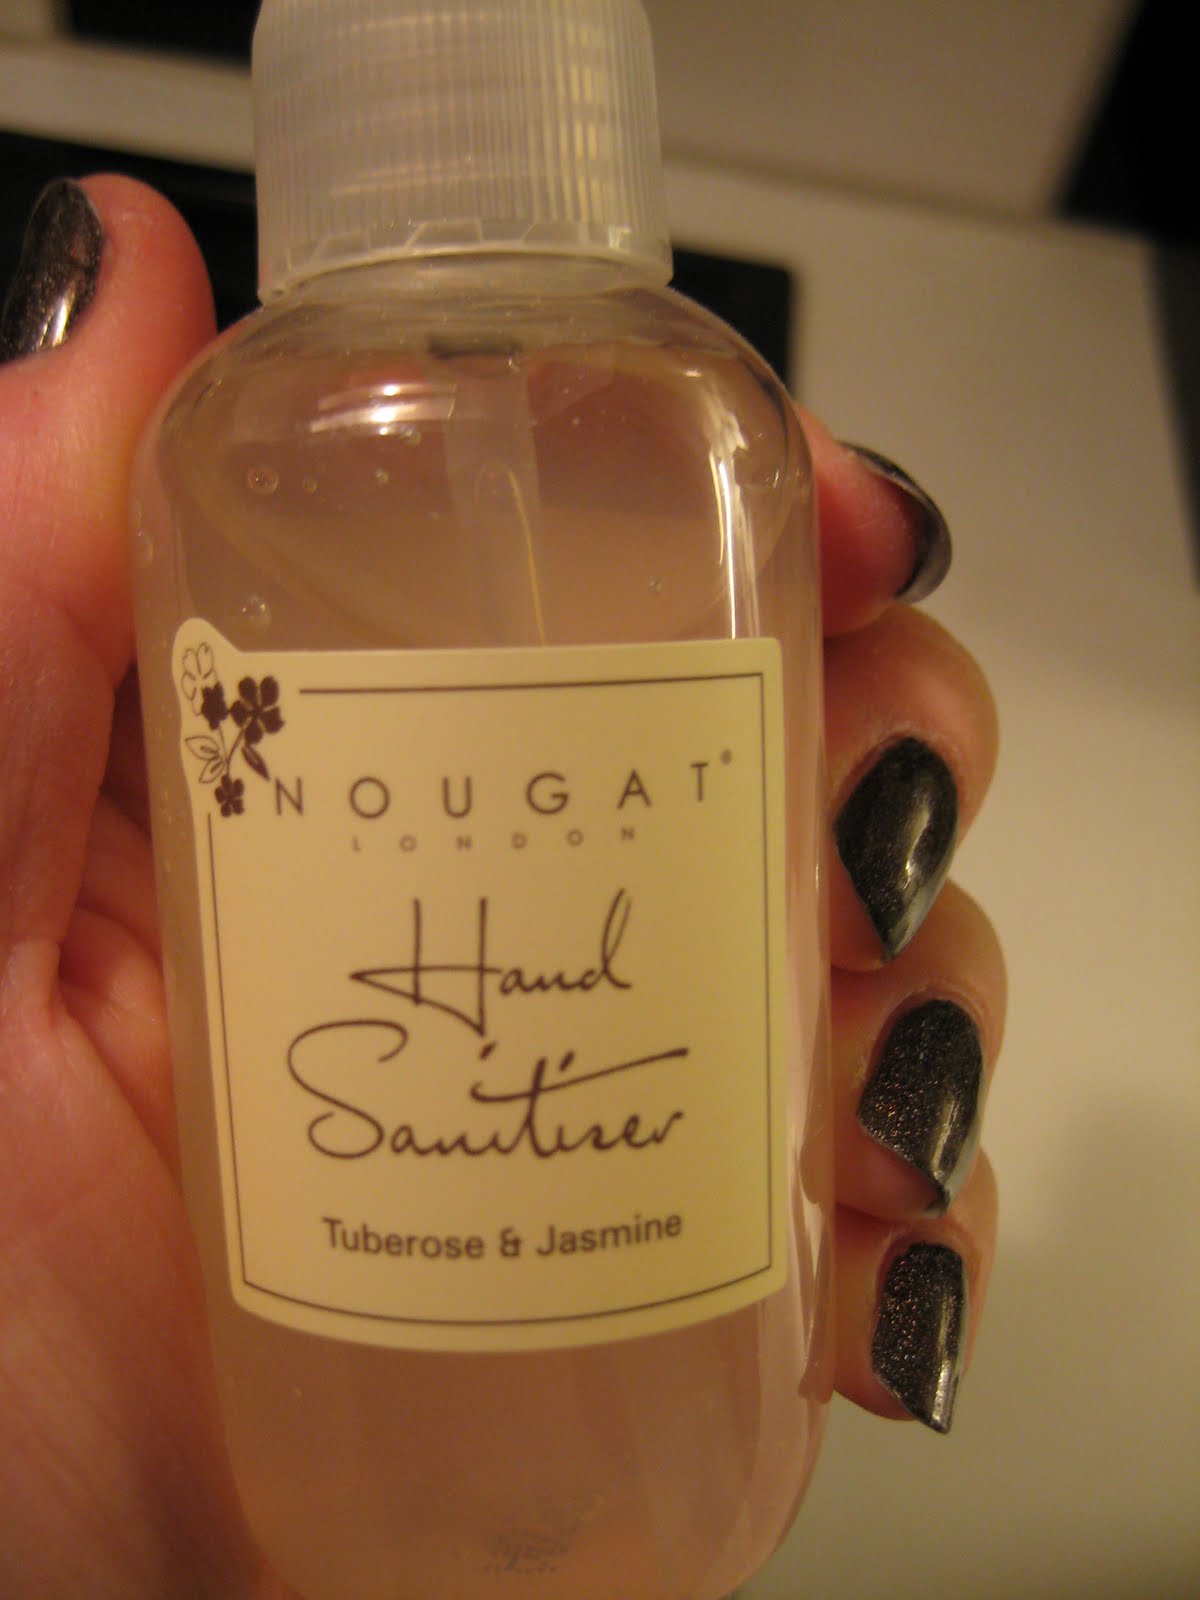 NOUGAT®
LONDON
Hand
Sanitiser
Tuberose & Jasmine